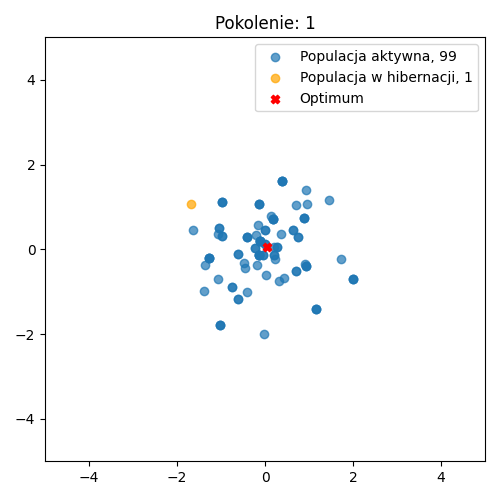 Pokolenie: 1
Populacja aktywna, 99
Populacja w hibernacji, 1
Optimum
4
2
0
−2
−4
−4
−2
0
2
4